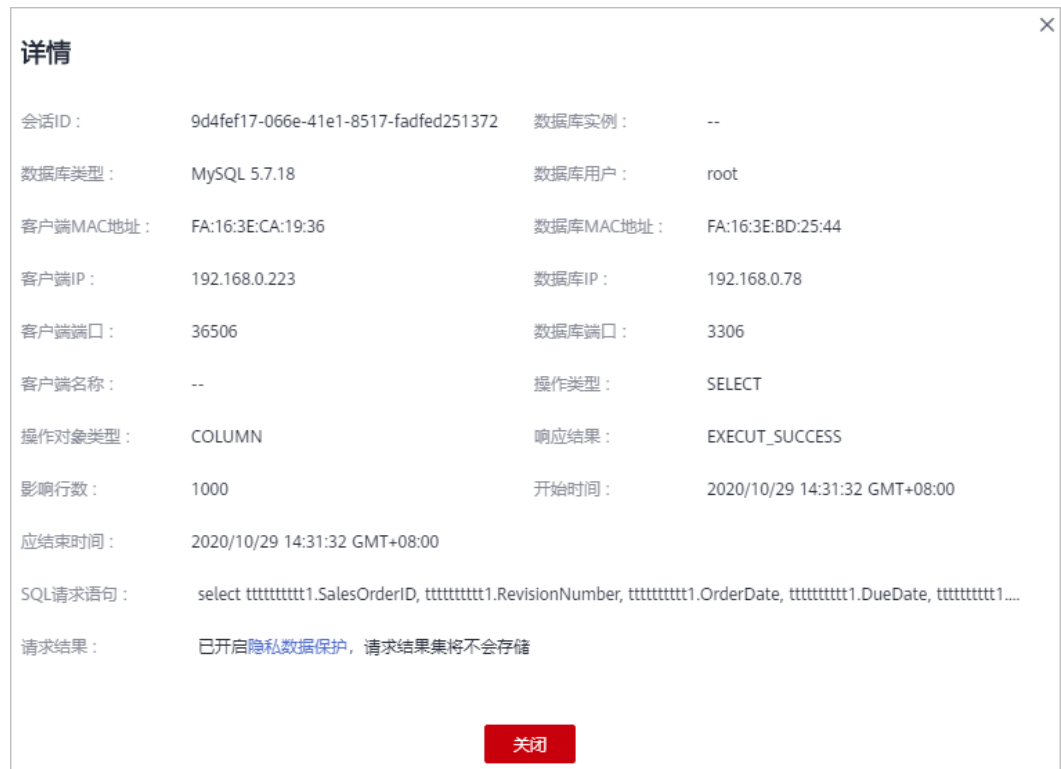 详情
会话ID： 9d4fef17-066e-41e1-8517-fadfed251372 数据库实例： --
数据库类型： MySQL 5.7.18 数据库用户： root
客户端MAC地址： FA:16:3E:CA:19:36 数据库MAC地址： FA:16:3E:BD:25:44
客户端IP： 192.168.0.223 数据库IP： 192.168.0.78
客户端端口： 36506 数据库端口： 3306
客户端名称： -- 操作类型： SELECT
操作对象类型： COLUMN 响应结果： EXECUT_SUCCESS
影响行数： 1000 开始时间： 2020/10/29 14:31:32 GMT+08:00
应结束时间： 2020/10/29 14:31:32 GMT+08:00
SQL请求语句： select tttttttttt1.SalesOrderID, tttttttttt1.RevisionNumber, tttttttttt1.OrderDate, tttttttttt1.DueDate, tttttttttt1....
请求结果： 已开启隐私数据保护，请求结果集将不会存储
关闭